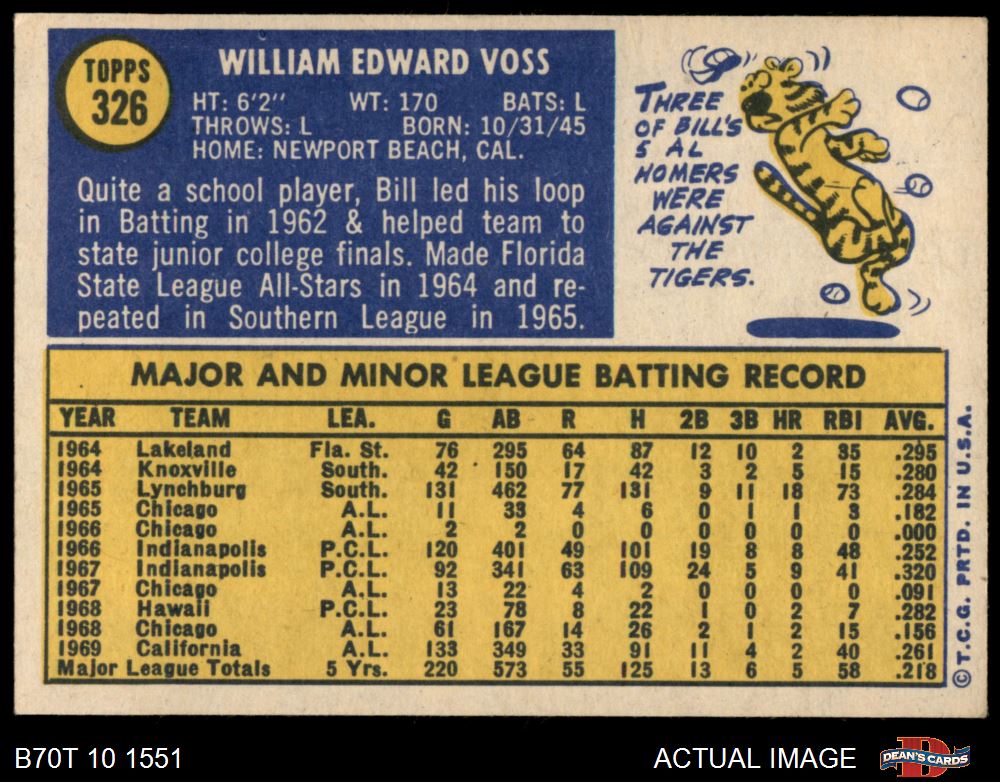 TOPPS
326
WILLIAM EDWARD VOSS
HT: 6'2" WT: 170 BATS: L
THROWS: L BORN: 10/31/45
HOME: NEWPORT BEACH, CAL.
Quite a school player, Bill led his loop
in Batting in 1962 & helped team to
state junior college finals. Made Florida
State League All-Stars in 1964 and re-
peated in Southern League in 1965.
THREE
OF BILL'S
5 AL
HOMERS
WERE
AGAINST
THE
TIGERS.
MAJOR AND MINOR LEAGUE BATTING RECORD
YEAR TEAM LEA. G AB R H 2B 3B HR RBI AVG.
1964 Lakeland Fla. St. 76 295 64 87 12 10 2 35 .295
1964 Knoxville South. 42 150 17 42 3 2 5 15 .280
1965 Lynchburg South. 131 462 77 131 9 11 18 73 .284
1965 Chicago A.L. 11 33 4 6 0 1 1 3 .182
1966 Chicago A.L. 2 2 0 0 0 0 0 0 .000
1966 Indianapolis P.C.L. 120 401 49 101 19 8 8 48 .252
1967 Indianapolis P.C.L. 92 341 63 109 24 5 9 41 .320
1967 Chicago A.L. 13 22 4 2 0 0 0 0 .091
1968 Hawaii P.C.L. 23 78 8 22 1 0 2 7 .282
1968 Chicago A.L. 61 167 14 26 2 1 2 15 .156
1969 California A.L. 133 349 33 91 11 4 2 40 .261
Major League Totals 5 Yrs. 220 573 55 125 13 6 5 58 .218
©T.C.G. PRTD. IN U.S.A.
B70T 10 1551 ACTUAL IMAGE
D
DEAN'S CARDS